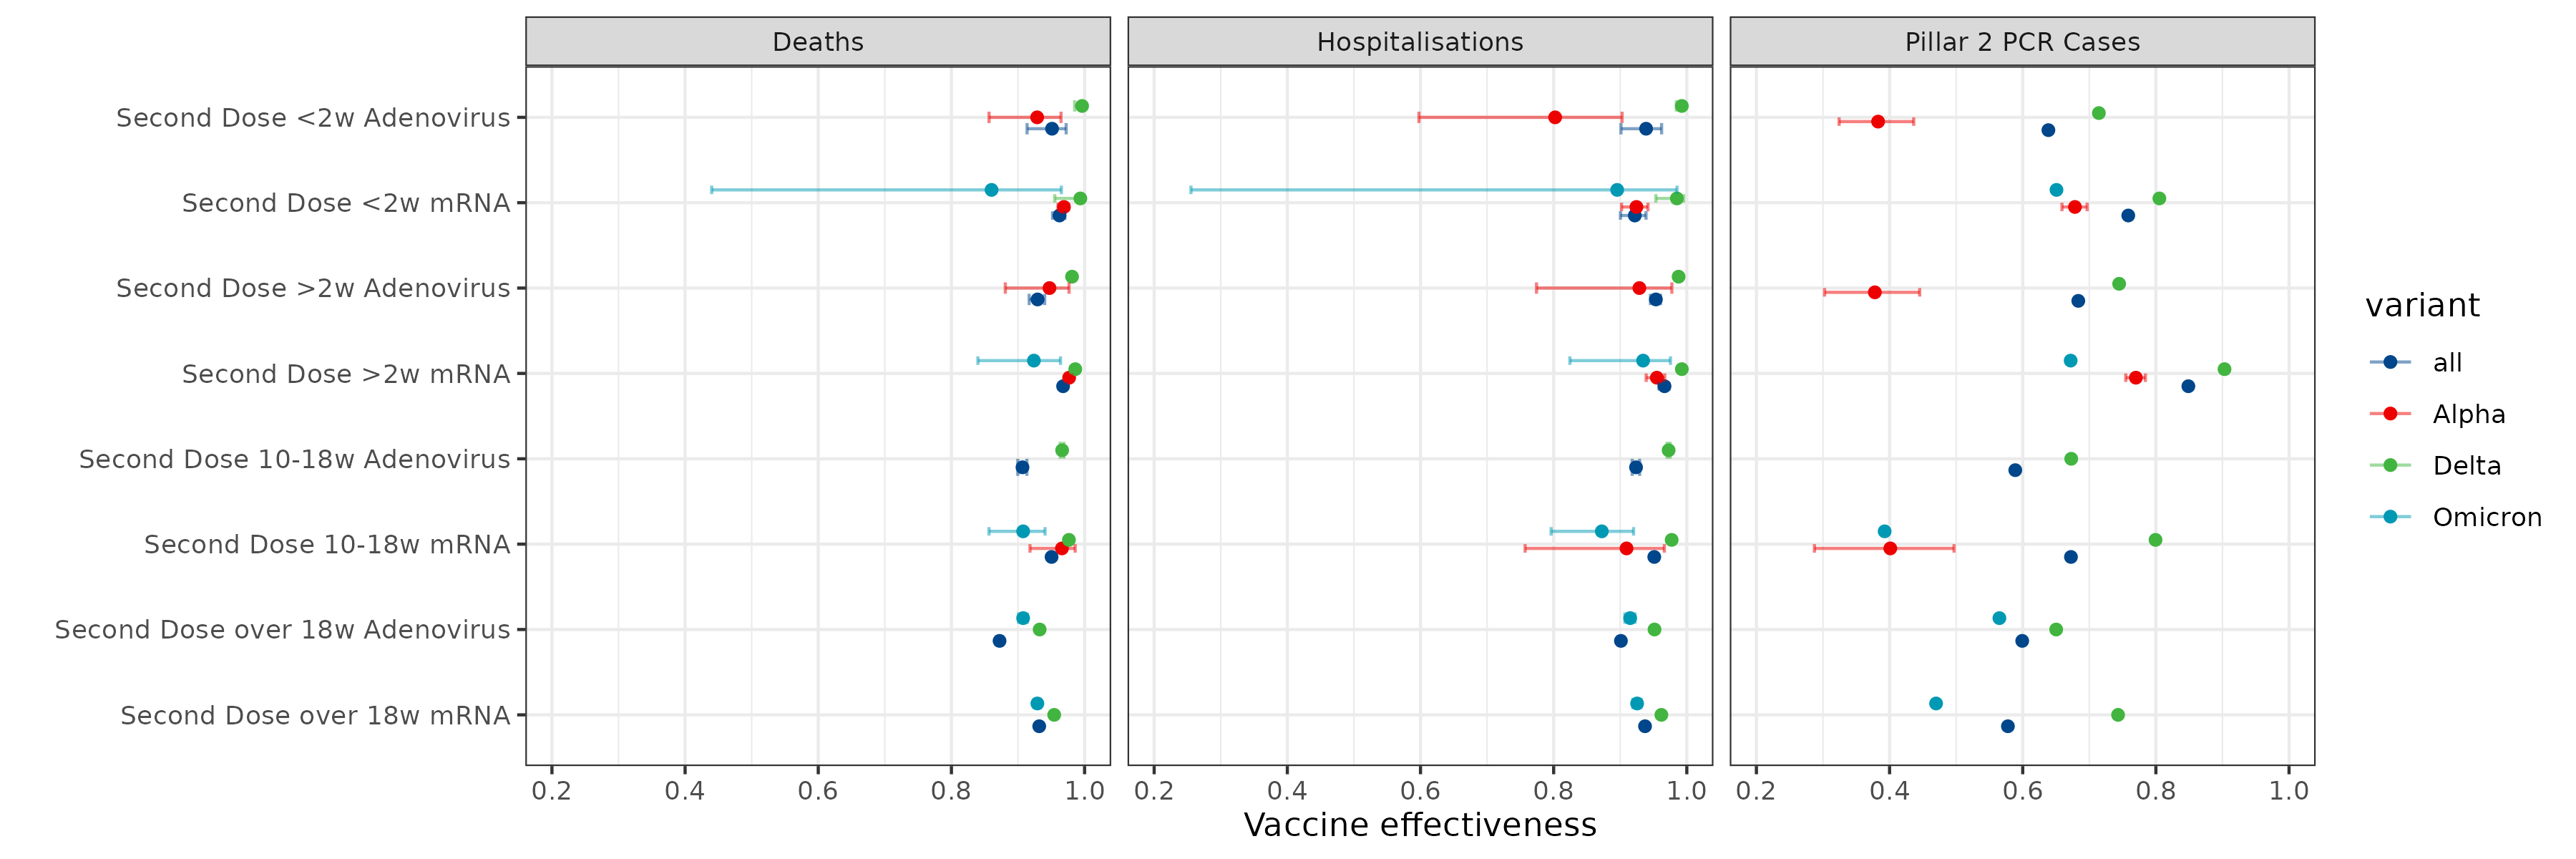 Deaths
Hospitalisations
Pillar 2 PCR Cases
Second Dose <2w Adenovirus
Second Dose <2w mRNA
Second Dose >2w Adenovirus
Second Dose >2w mRNA
Second Dose 10-18w Adenovirus
Second Dose 10-18w mRNA
Second Dose over 18w Adenovirus
Second Dose over 18w mRNA
0.2 0.4 0.6 0.8 1.0
0.2 0.4 0.6 0.8 1.0
0.2 0.4 0.6 0.8 1.0
Vaccine effectiveness
variant
all
Alpha
Delta
Omicron